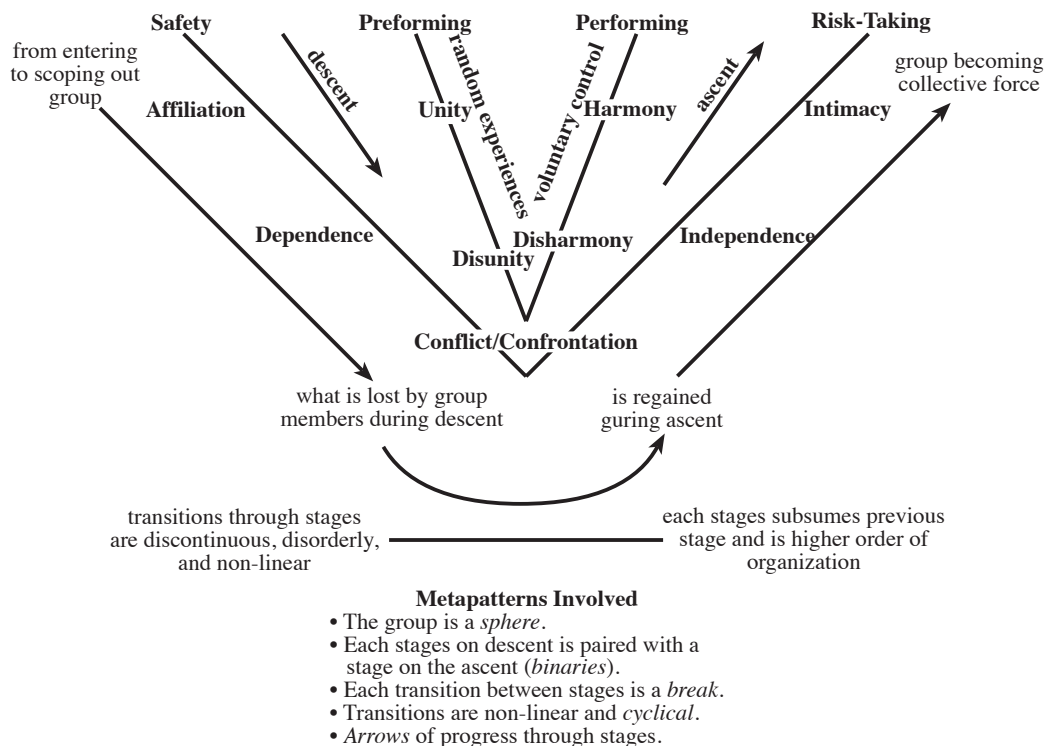 Safety
Preforming
Performing
Risk-Taking
from entering
to scoping out
group
descent
random experiences
voluntary control
ascent
group becoming
collective force
Affiliation
Unity
Harmony
Intimacy
Dependence
Disunity
Disharmony
Independence
Conflict/Confrontation
what is lost by group
members during descent
is regained
guring ascent
transitions through stages
are discontinuous, disorderly,
and non-linear
each stages subsumes previous
stage and is higher order of
organization
Metapatterns Involved
• The group is a sphere.
• Each stages on descent is paired with a
stage on the ascent (binaries).
• Each transition between stages is a break.
• Transitions are non-linear and cyclical.
• Arrows of progress through stages.